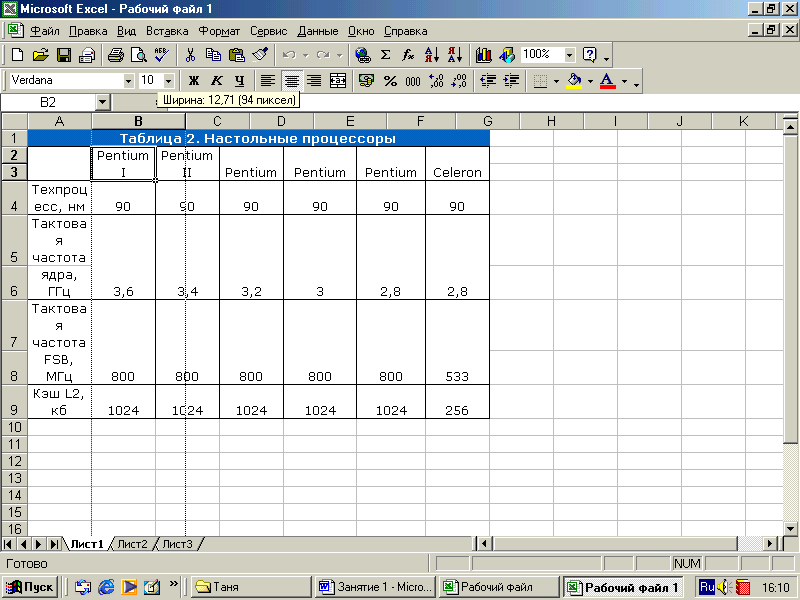 Microsoft Excel - Рабочий файл 1
Файл Правка Вид Вставка Формат Сервис Данные Окно Справка
100%
Verdana 10 Ж К Ч
B2 Ширина: 12,71 (94 пиксел)
A B C D E F G H I J K
1 Таблица 2. Настольные процессоры
2 Pentium Pentium
3 I II Pentium Pentium Pentium Celeron
Техпроц
4 есс, нм 90 90 90 90 90 90
Тактова
я
5 частота
ядра,
6 ГГц 3,6 3,4 3,2 3 2,8 2,8
Тактова
я
7 частота
FSB,
8 МГц 800 800 800 800 800 533
Кэш L2,
9 кб 1024 1024 1024 1024 1024 256
10
11
12
13
14
15
16
Лист1 Лист2 Лист3
Готово NUM
Пуск Таня Занятие 1 - Micro... Рабочий файл Рабочий файл 1 Ru 16:10